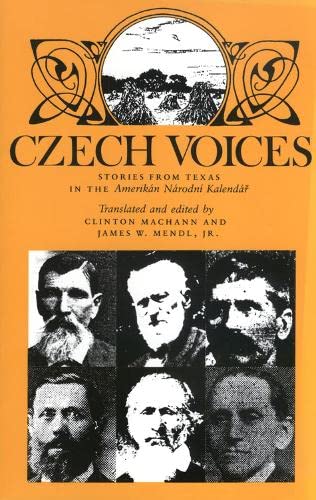 CZECH VOICES
STORIES FROM TEXAS
IN THE Amerikán Národní Kalendář
Translated and edited by
CLINTON MACHANN AND
JAMES W. MENDL, JR.